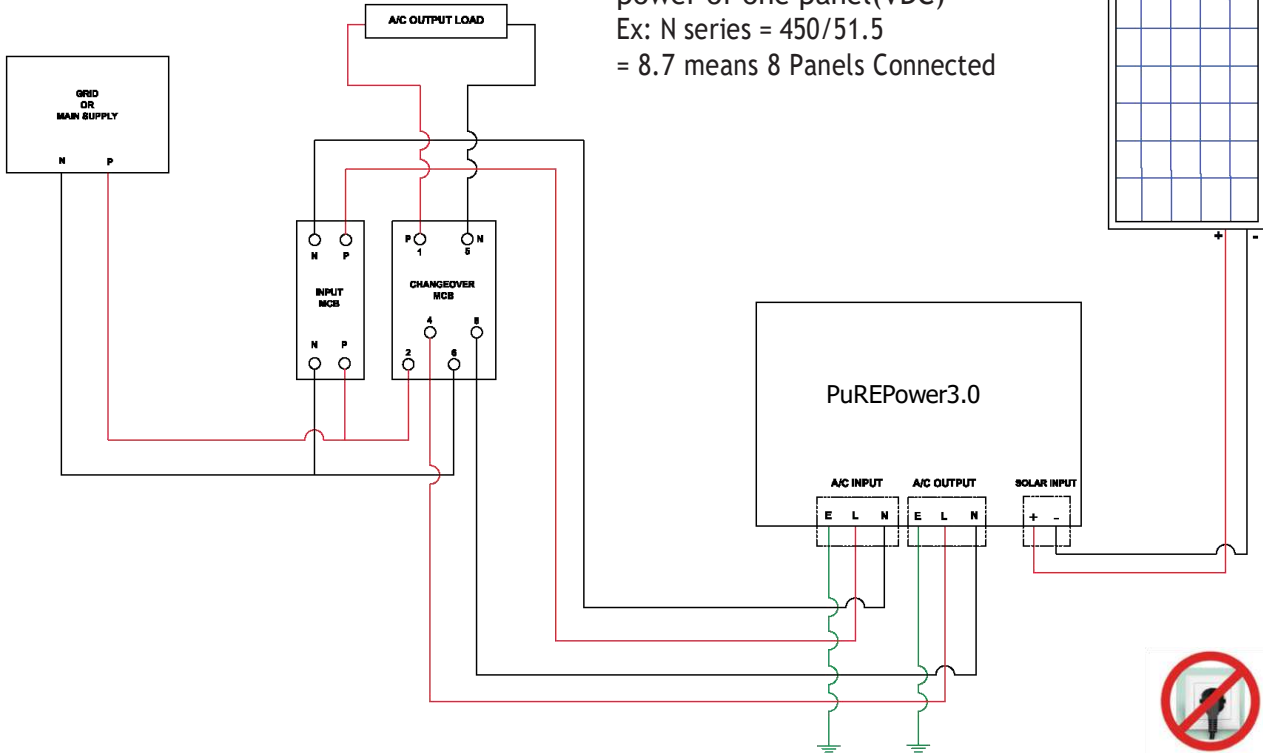 power of one panel(VDC)
Ex: N series = 450/51.5
= 8.7 means 8 Panels Connected
A/C OUTPUT LOAD
GRID
OR
MAIN SUPPLY
N P
P N
1 5
N P
INPUT
MCB
N P
CHANGEOVER
MCB
4 8
2 6
+ -
PuREPower3.0
A/C INPUT A/C OUTPUT SOLAR INPUT
E L N E L N + -